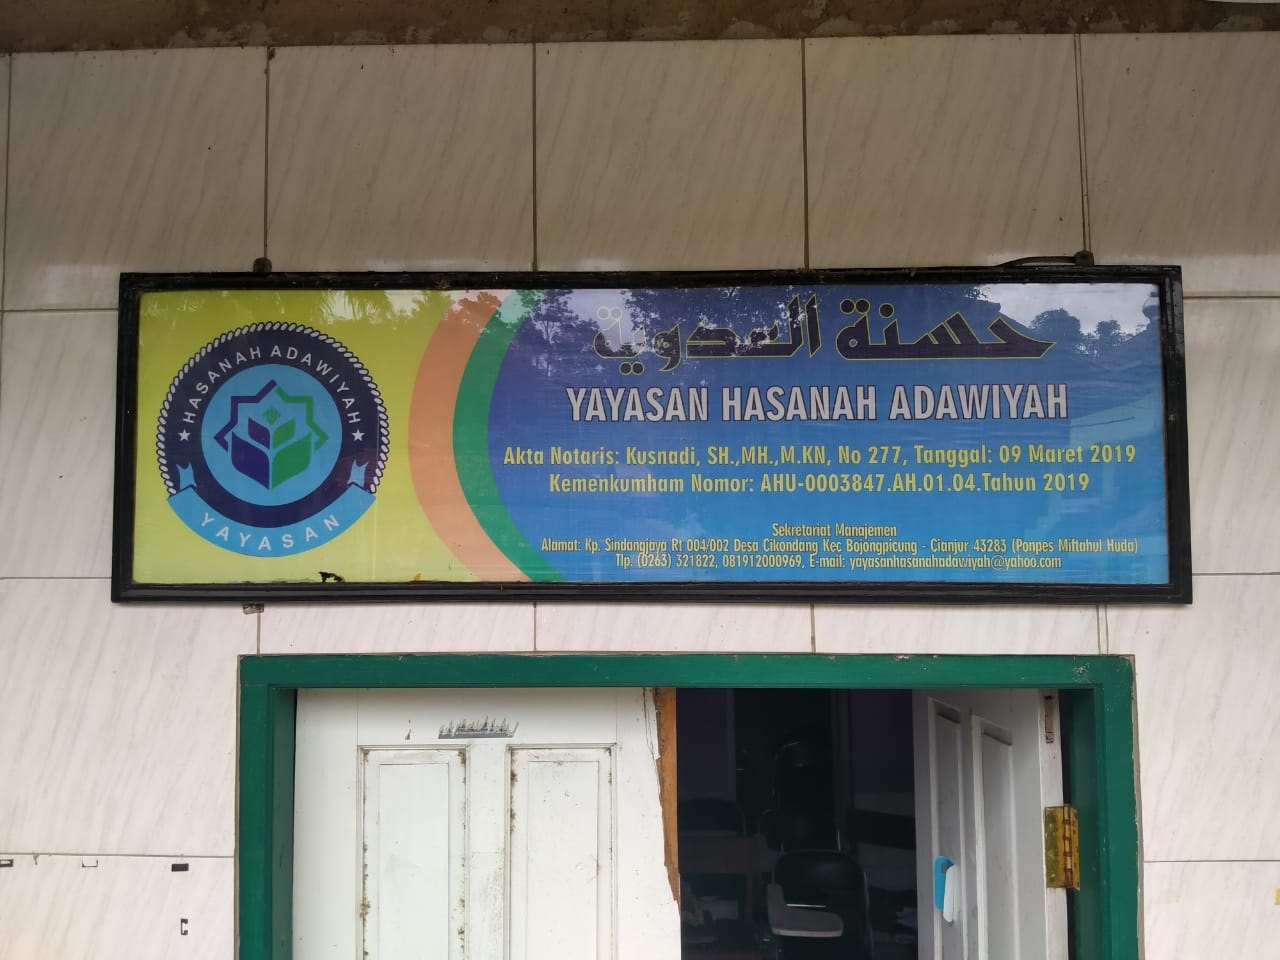 HASANAH ADAWIYAH
YAYASAN
حسنة العدوية
YAYASAN HASANAH ADAWIYAH
Akta Notaris: Kusnadi, SH.,MH.,M.KN, No 277, Tanggal: 09 Maret 2019
Kemenkumham Nomor: AHU-0003847.AH.01.04.Tahun 2019
Sekretariat Manajemen
Alamat: Kp. Sindangjaya Rt 004/002 Desa Cikondang Kec Bojongpicung - Cianjur 43283 (Ponpes Miftahul Huda)
Tlp. (0263) 321822, 081912000969, E-mail: yayasanhasanahadawiyah@yahoo.com